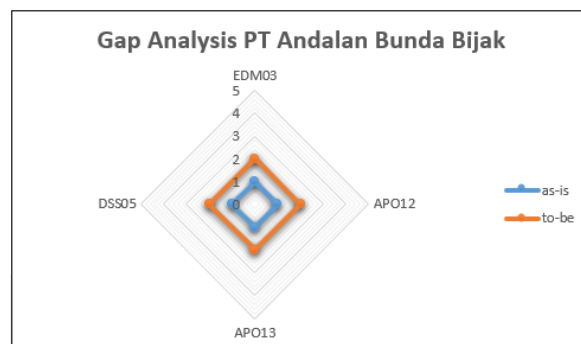 Gap Analysis PT Andalan Bunda Bijak
EDM03
5
4
3
2
1
0
DSS05
APO12
APO13
as-is
to-be